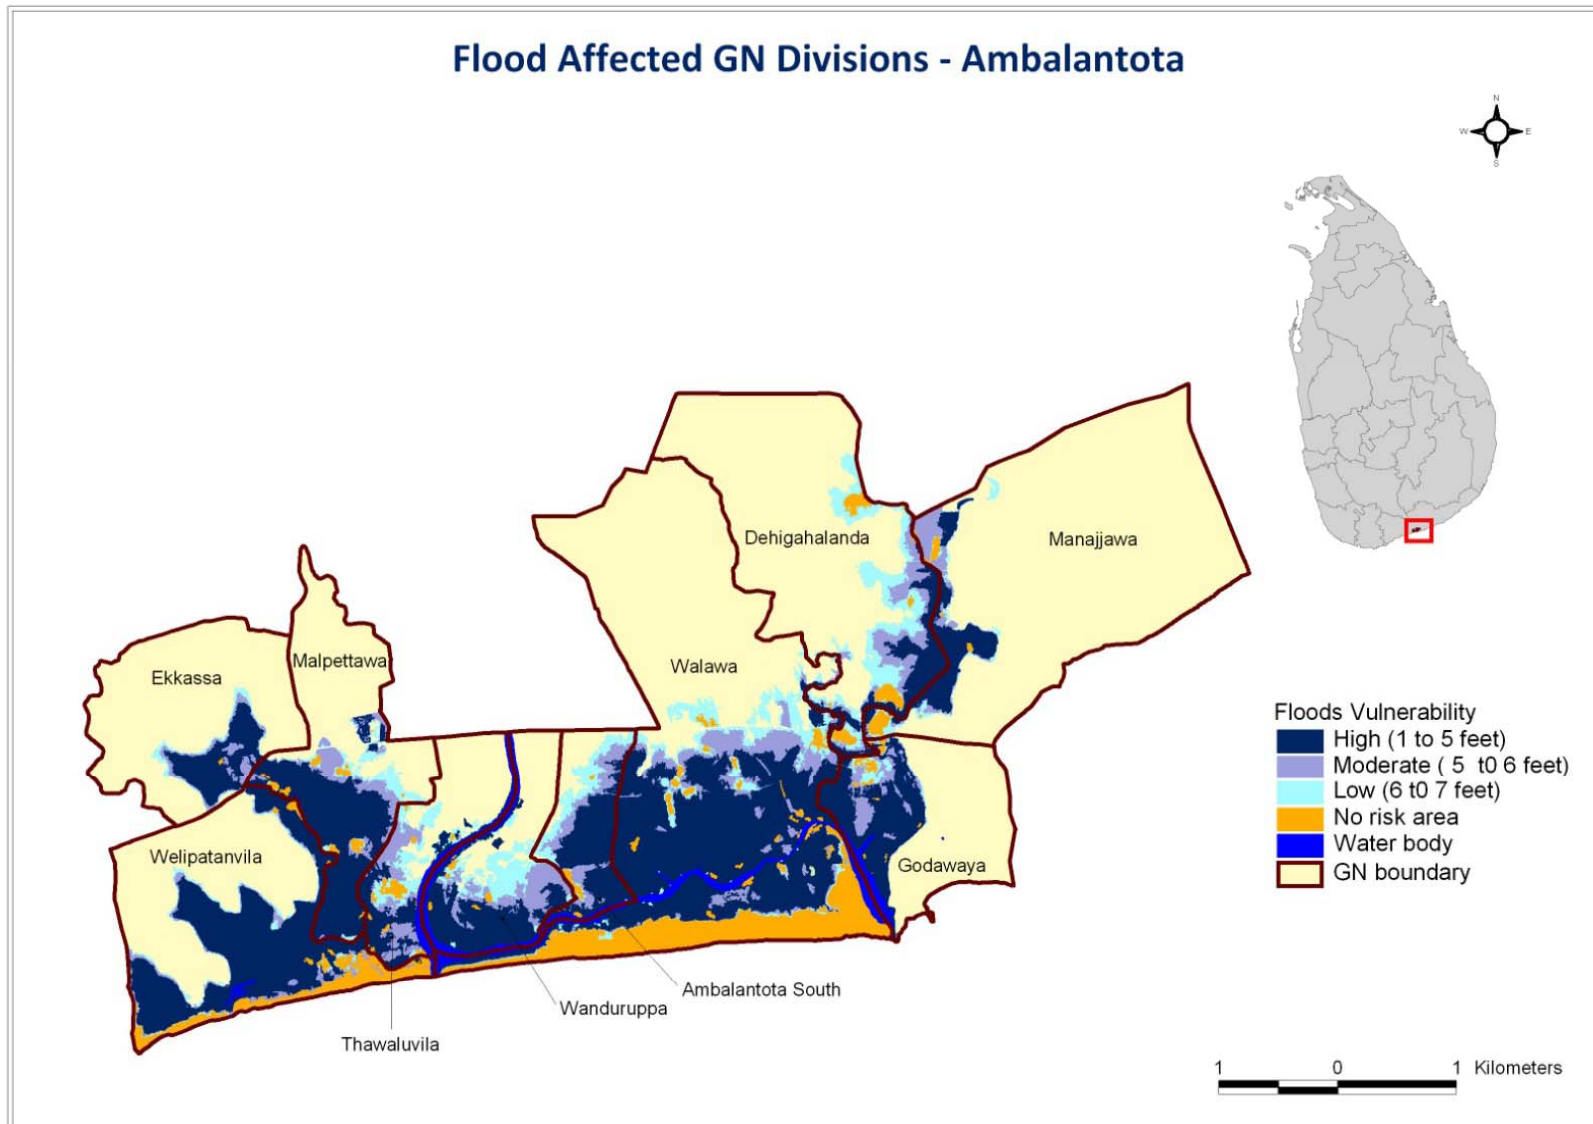 Flood Affected GN Divisions - Ambalantota
N
W E
S
Dehigahalanda
Manajjawa
Malpettawa
Walawa
Ekkassa
Floods Vulnerability
High (1 to 5 feet)
Moderate ( 5 t0 6 feet)
Low (6 t0 7 feet)
No risk area
Water body
GN boundary
Welipatanvila
Godawaya
Ambalantota South
Wanduruppa
Thawaluvila
1 0 1 Kilometers